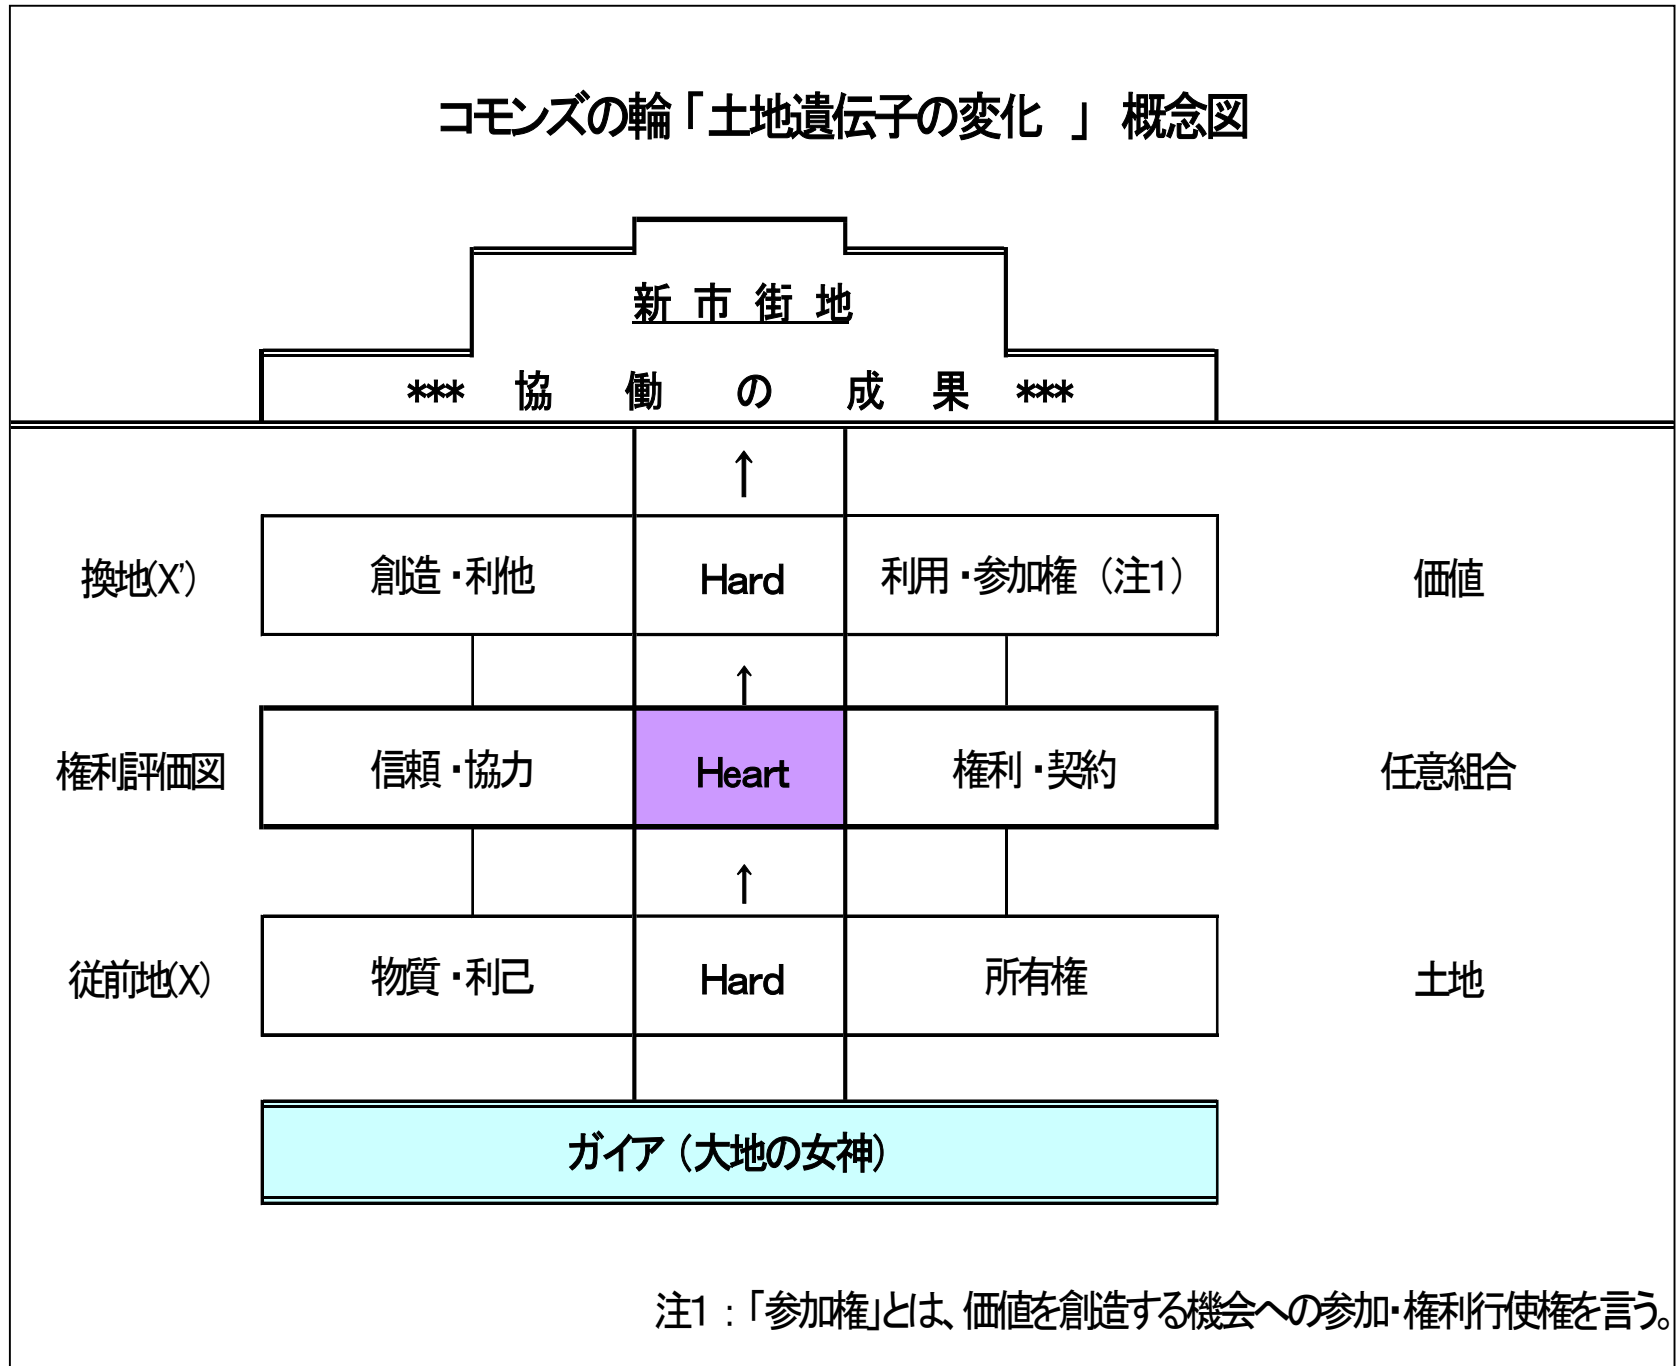 コモンズの輪「土地遺伝子の変化 」 概念図
新 市 街 地
*** 協 働 の 成 果 ***
↑
換地(X') 創造・利他 Hard 利用・参加権 (注1) 価値
↑
権利評価図 信頼・協力 Heart 権利・契約 任意組合
↑
従前地(X) 物質・利己 Hard 所有権 土地
ガイア (大地の女神)
注1 : 「参加権」とは、価値を創造する機会への参加・権利行使権を言う。